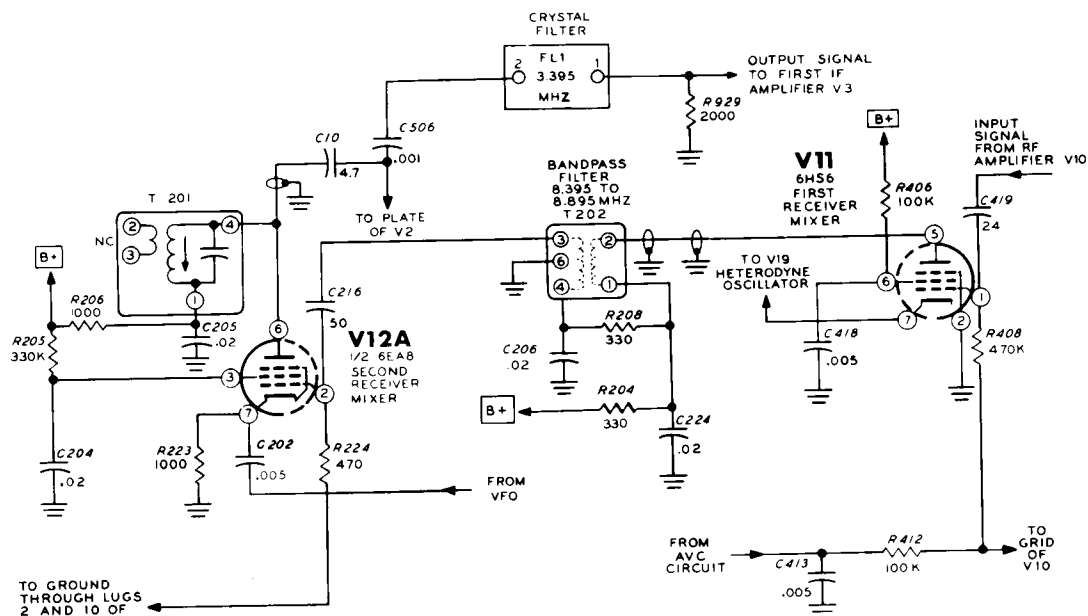 CRYSTAL
FILTER
2
FL1
1
3.395
MHZ
OUTPUT SIGNAL
TO FIRST IF
AMPLIFIER V3
R929
2000
C10
4.7
C506
.001
TO PLATE
OF V2
T 201
2
3
4
1
NC
B+
R206
1000
R205
330K
C205
.02
C216
50
6
3
2
7
V12A
1/2 6EA8
SECOND
RECEIVER
MIXER
C204
.02
R223
1000
C202
.005
R224
470
FROM
VFO
TO GROUND
THROUGH LUGS
2 AND 10 OF
BANDPASS
FILTER
8.395 TO
8.895 MHZ
T202
3
2
6
4
1
R208
330
C206
.02
B+
R204
330
C224
.02
V11
6HS6
FIRST
RECEIVER
MIXER
B+
R406
100K
INPUT
SIGNAL
FROM RF
AMPLIFIER V10
C419
24
TO V19
HETERODYNE
OSCILLATOR
5
6
1
7
2
C418
.005
R408
470K
FROM
AVC
CIRCUIT
C413
.005
R412
100K
TO
GRID
OF
V10